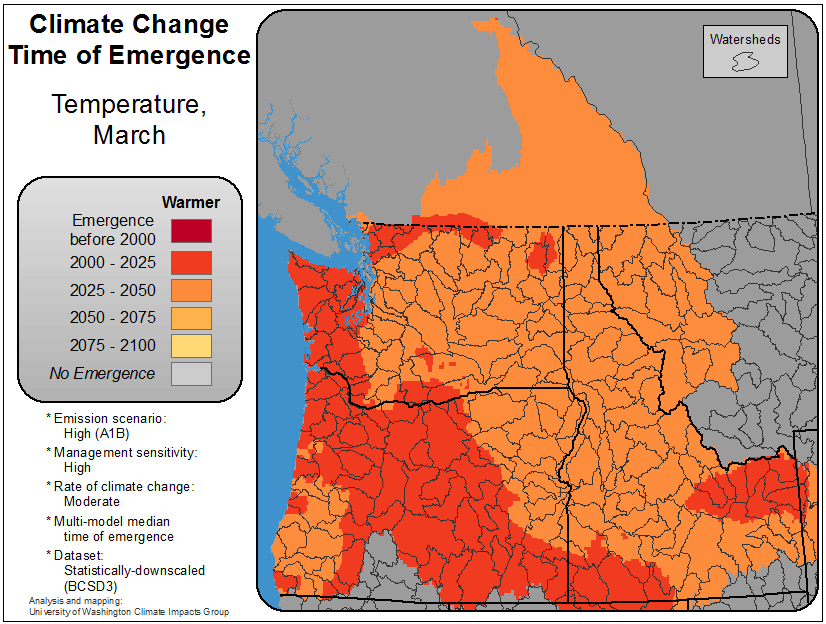 Climate Change
Time of Emergence
Temperature,
March
Warmer
Emergence
before 2000
2000 - 2025
2025 - 2050
2050 - 2075
2075 - 2100
No Emergence
* Emission scenario:
High (A1B)
* Management sensitivity:
High
* Rate of climate change:
Moderate
* Multi-model median
time of emergence
* Dataset:
Statistically-downscaled
(BCSD3)
Analysis and mapping:
University of Washington Climate Impacts Group
Watersheds